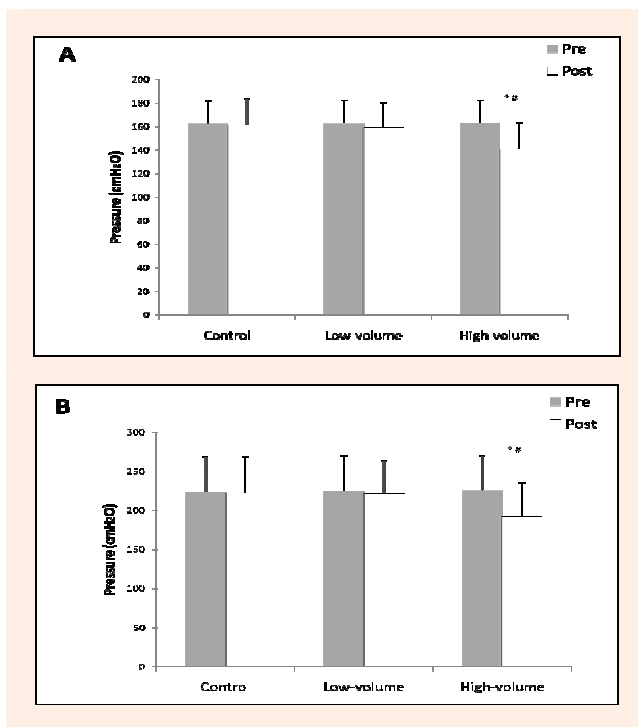 A
Pre
Post
Pressure (cmH2O)
200
180
160
140
120
100
80
60
40
20
0
* #
Control
Low volume
High volume
B
Pre
Post
Pressure (cmH2O)
300
250
200
150
100
50
0
* #
Contro
Low-volume
High-volume